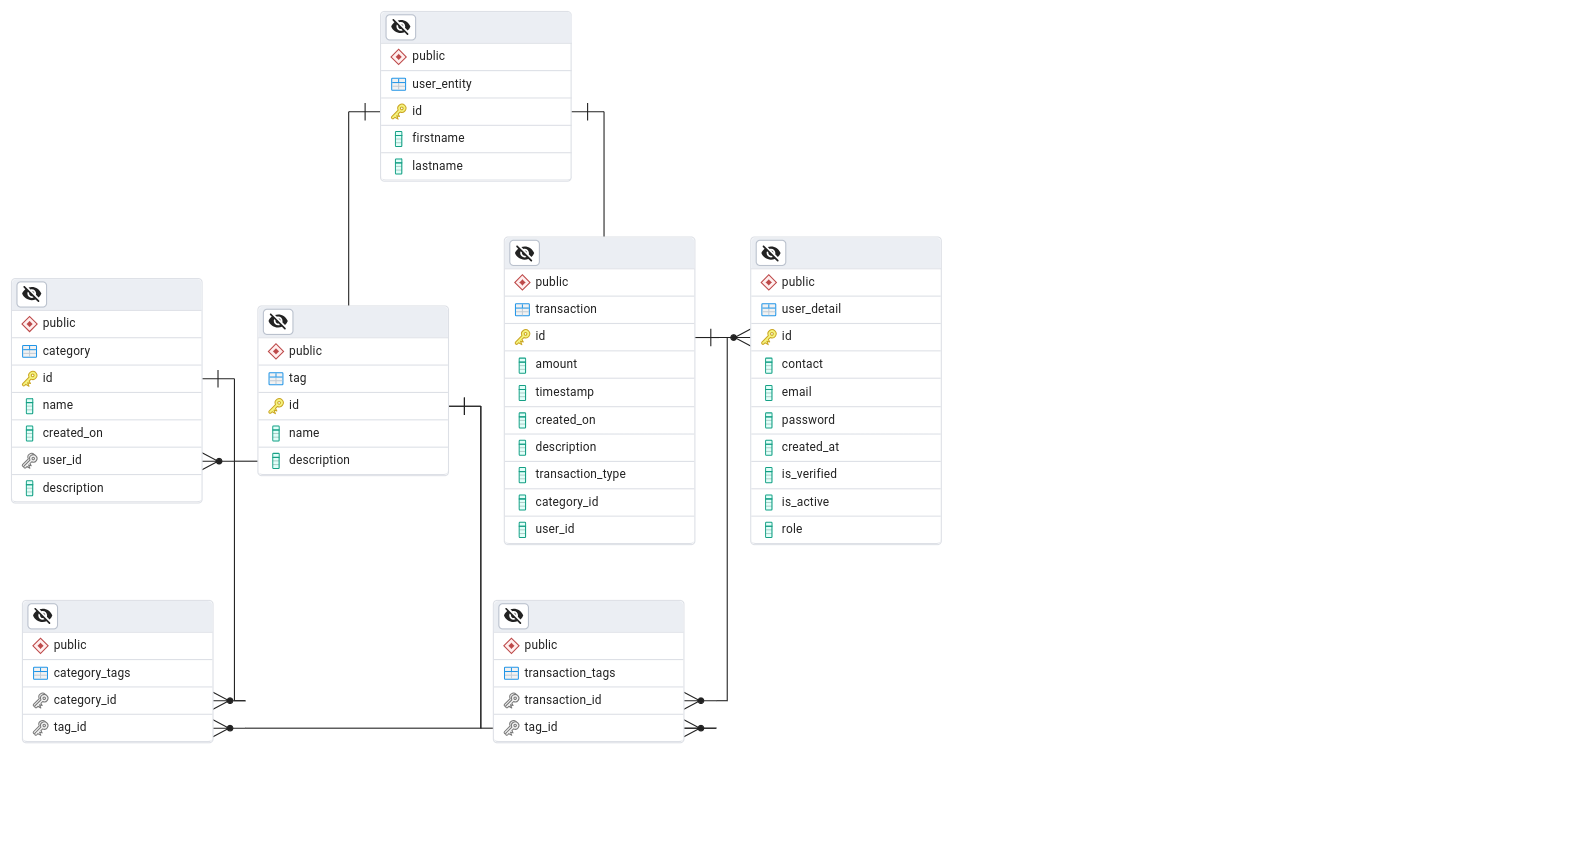 public
user_entity
id
firstname
lastname
public
category
id
name
created_on
user_id
description
public
tag
id
name
description
public
transaction
id
amount
timestamp
created_on
description
transaction_type
category_id
user_id
public
user_detail
id
contact
email
password
created_at
is_verified
is_active
role
public
category_tags
category_id
tag_id
public
transaction_tags
transaction_id
tag_id